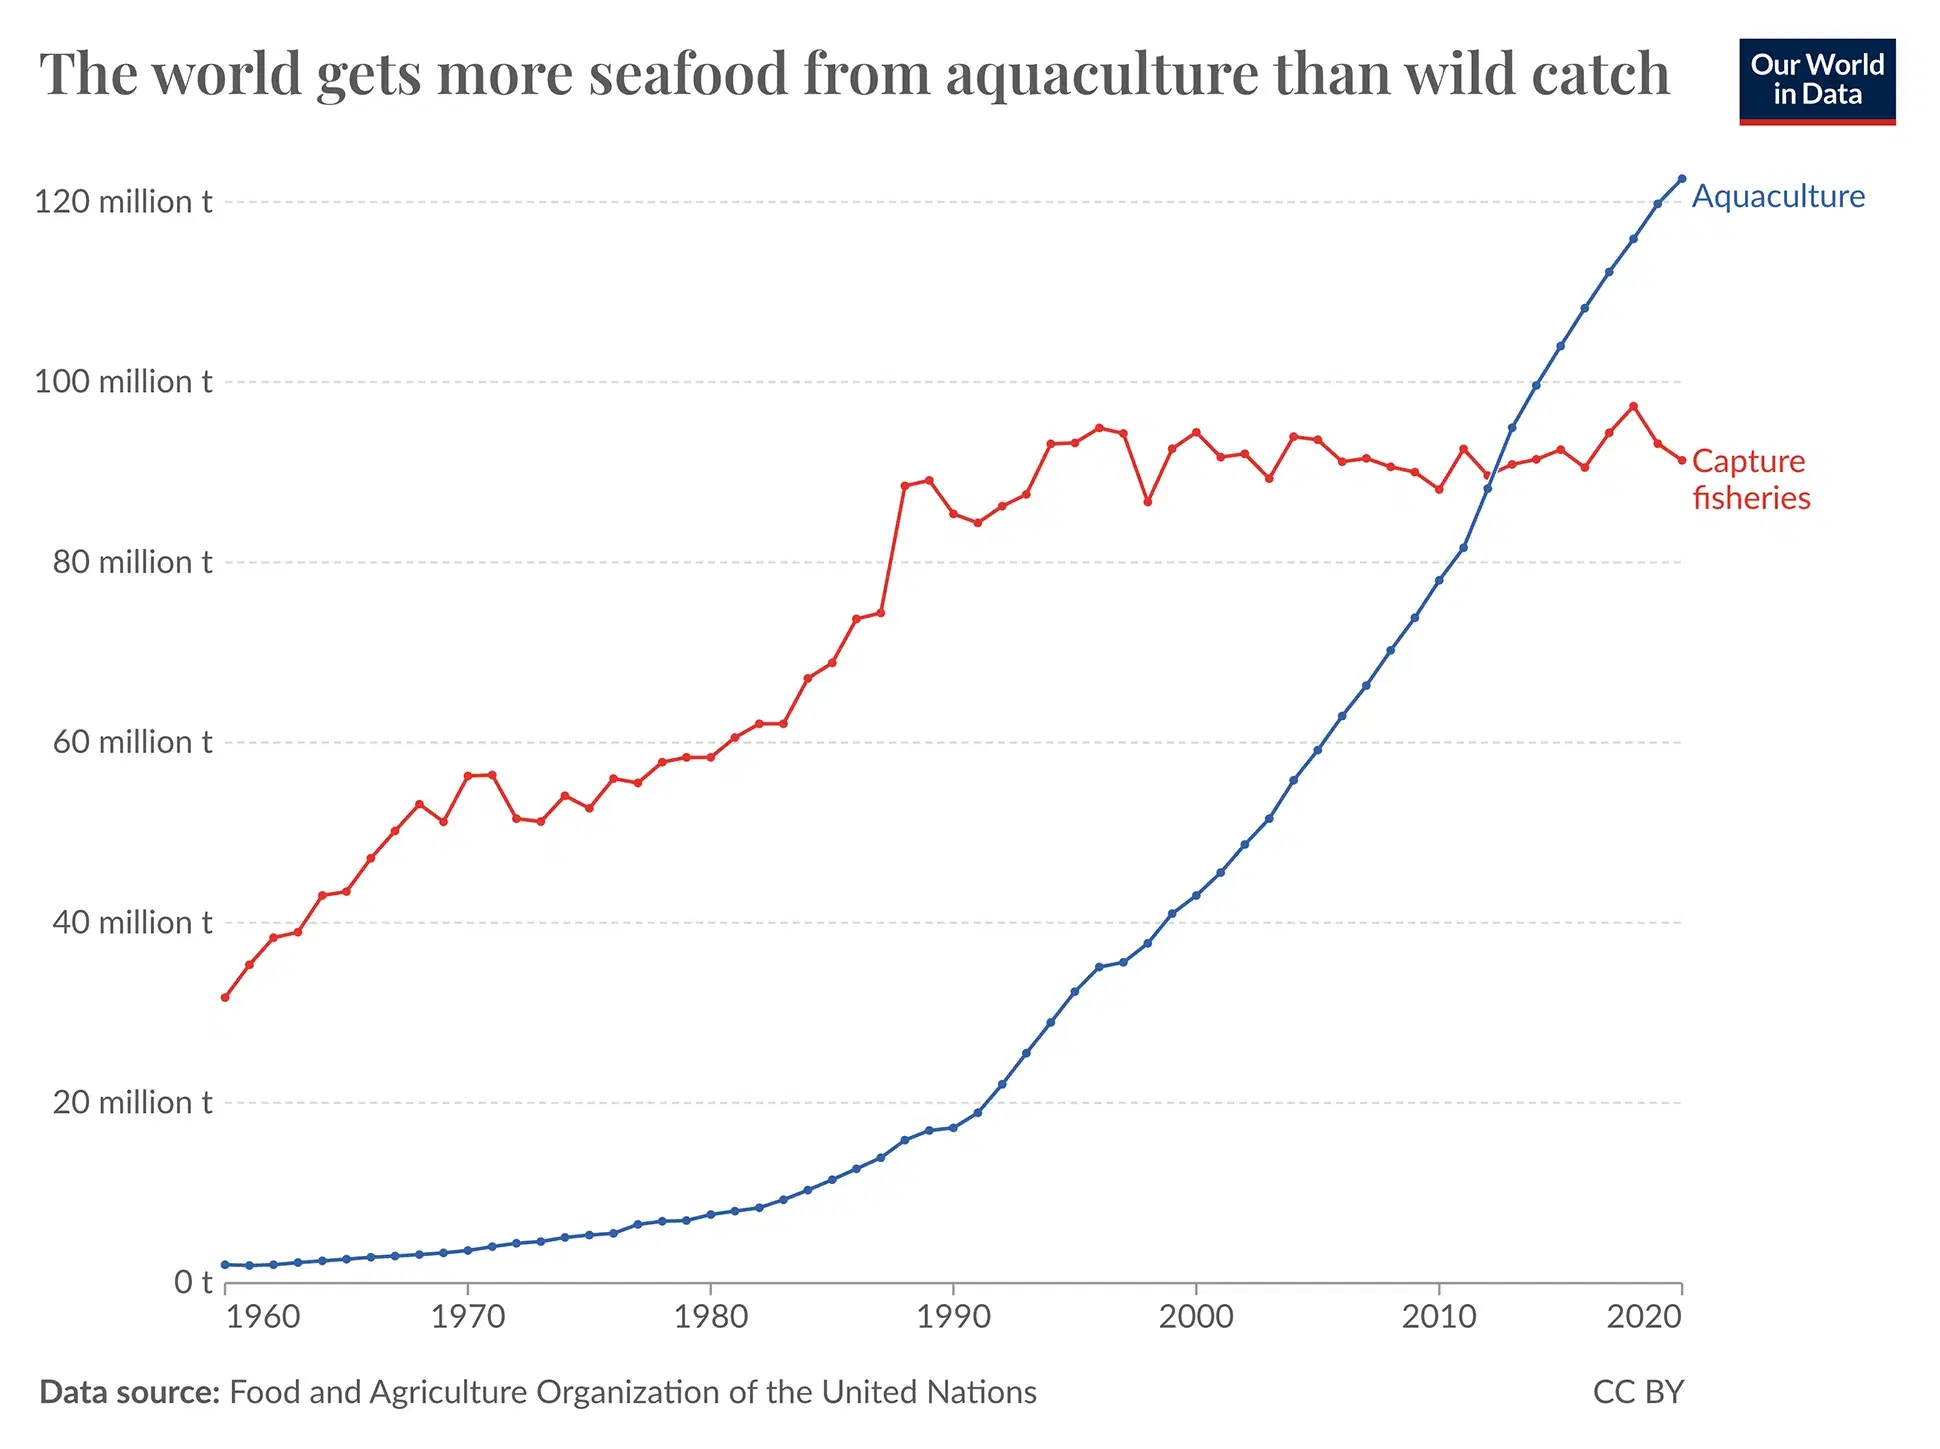 The world gets more seafood from aquaculture than wild catch
Our World
in Data
120 million t
100 million t
80 million t
60 million t
40 million t
20 million t
0 t
Aquaculture
Capture
fisheries
1960 1970 1980 1990 2000 2010 2020
Data source: Food and Agriculture Organization of the United Nations
CC BY